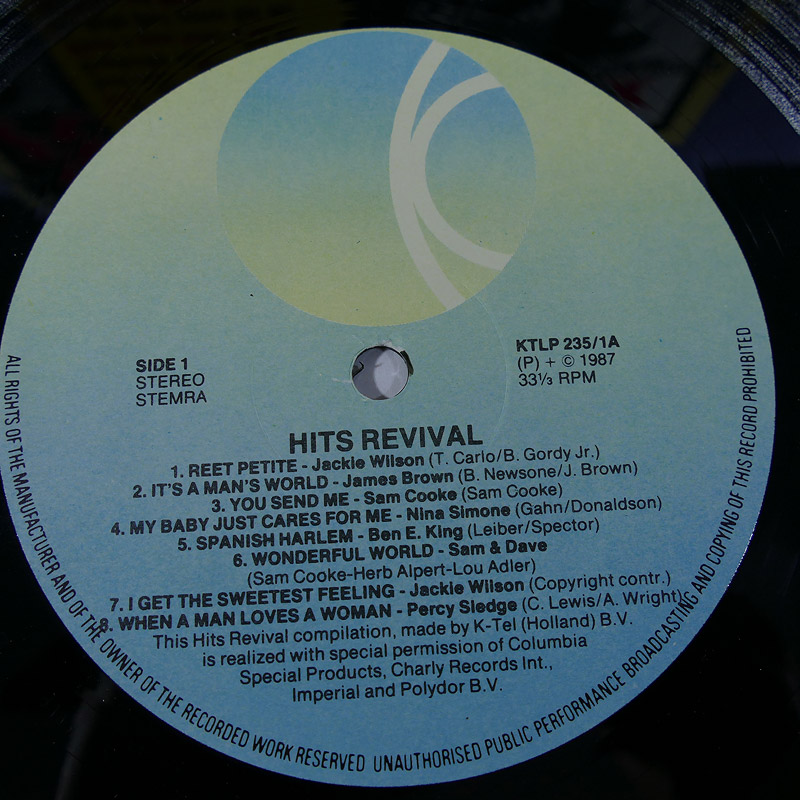 SIDE 1
STEREO
STEMRA
KTLP 235/1A
(P) + © 1987
33⅓ RPM
HITS REVIVAL
1. REET PETITE - Jackie Wilson (T. Carlo/B. Gordy Jr.)
2. IT'S A MAN'S WORLD - James Brown (B. Newsone/J. Brown)
3. YOU SEND ME - Sam Cooke (Sam Cooke)
4. MY BABY JUST CARES FOR ME - Nina Simone (Gahn/Donaldson)
5. SPANISH HARLEM - Ben E. King (Leiber/Spector)
6. WONDERFUL WORLD - Sam & Dave
(Sam Cooke-Herb Alpert-Lou Adler)
7. I GET THE SWEETEST FEELING - Jackie Wilson (Copyright contr.)
8. WHEN A MAN LOVES A WOMAN - Percy Sledge (C. Lewis/A. Wright)
This Hits Revival compilation, made by K-Tel (Holland) B.V.
is realized with special permission of Columbia
Special Products, Charly Records Int.,
Imperial and Polydor B.V.
ALL RIGHTS OF THE MANUFACTURER AND OF THE OWNER OF THE RECORDED WORK RESERVED UNAUTHORISED PUBLIC PERFORMANCE BROADCASTING AND COPYING OF THIS RECORD PROHIBITED